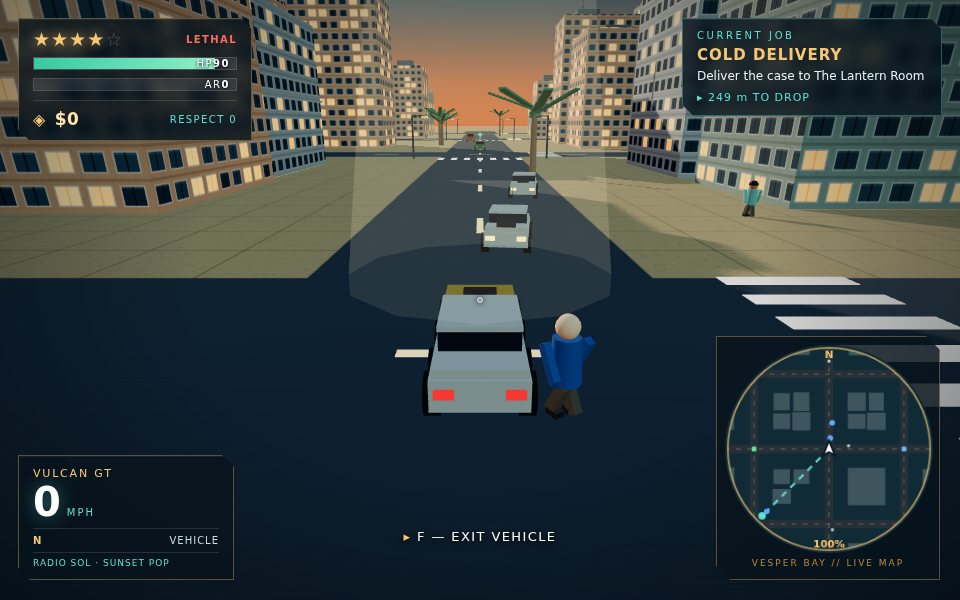 ★★★★☆ LETHAL
HP90
AR0
◈ $0 RESPECT 0
CURRENT JOB
COLD DELIVERY
Deliver the case to The Lantern Room
▸ 249 m TO DROP
VULCAN GT
0 MPH
N VEHICLE
RADIO SOL · SUNSET POP
▸ F — EXIT VEHICLE
N
100%
VESPER BAY // LIVE MAP